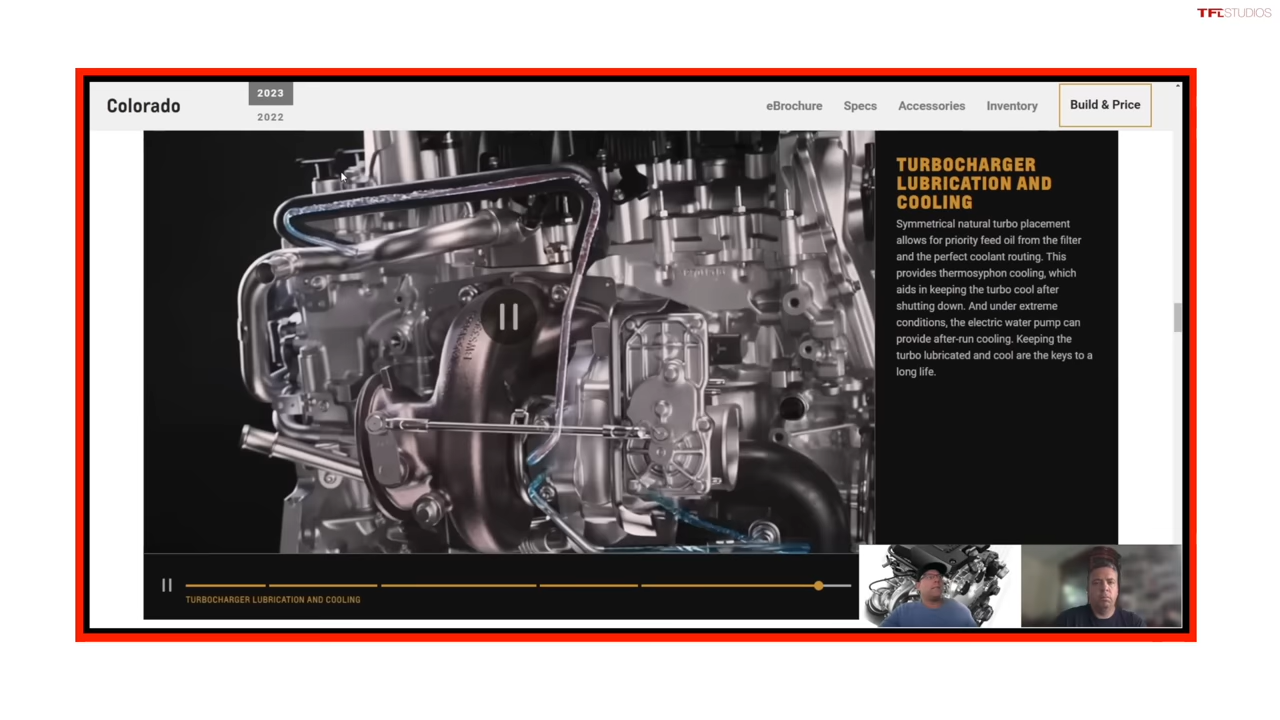 TFLSTUDIOS
Colorado
2023
2022
eBrochure
Specs
Accessories
Inventory
Build & Price
TURBOCHARGER
LUBRICATION AND
COOLING
Symmetrical natural turbo placement
allows for priority feed oil from the filter
and the perfect coolant routing. This
provides thermosyphon cooling, which
aids in keeping the turbo cool after
shutting down. And under extreme
conditions, the electric water pump can
provide after-run cooling. Keeping the
turbo lubricated and cool are the keys to a
long life.
TURBOCHARGER LUBRICATION AND COOLING